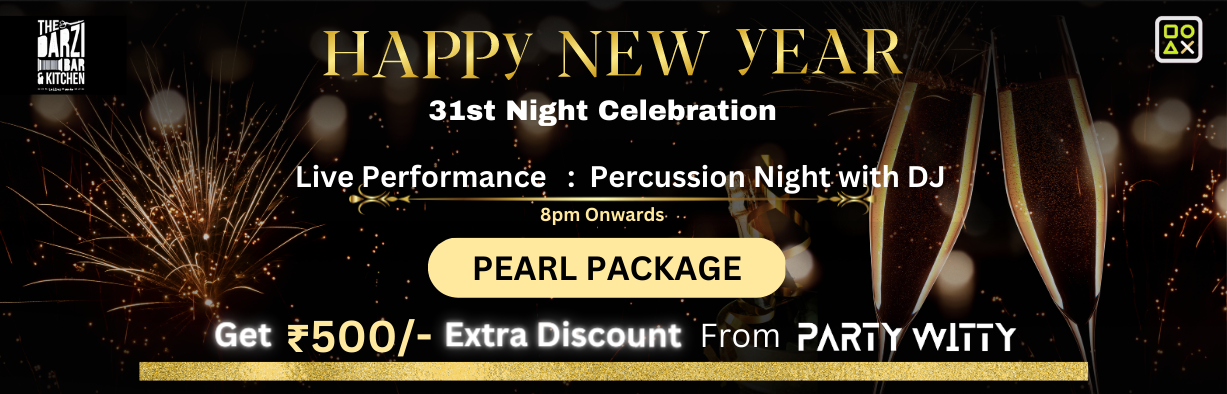 THE
DARZI
BAR
& KITCHEN
HAPPY NEW YEAR
31st Night Celebration
Live Performance : Percussion Night with DJ
8pm Onwards
PEARL PACKAGE
Get ₹500/- Extra Discount From PARTY WITTY